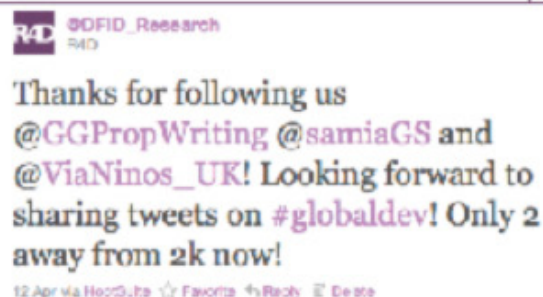 R4D @DFID_Research
R4D
Thanks for following us
@GGPropWriting @samiaGS and
@ViaNinos_UK! Looking forward to
sharing tweets on #globaldev! Only 2
away from 2k now!
12 Apr via HootSuite Favorite Reply Delete